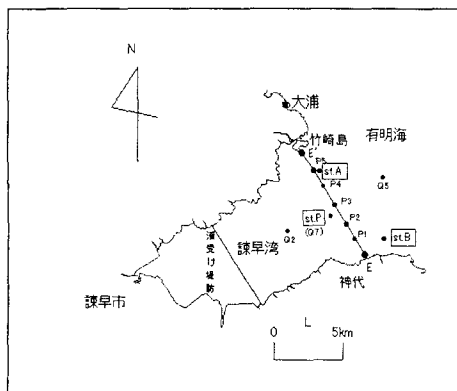 N
大浦
竹崎島
有明海
E'
P5
st.A
P4
Q5
P3
st.P
(Q7)
P2
Q2
諫早湾
P1
st.B
E
潮受け堤防
神代
諫早市
L
0 5km